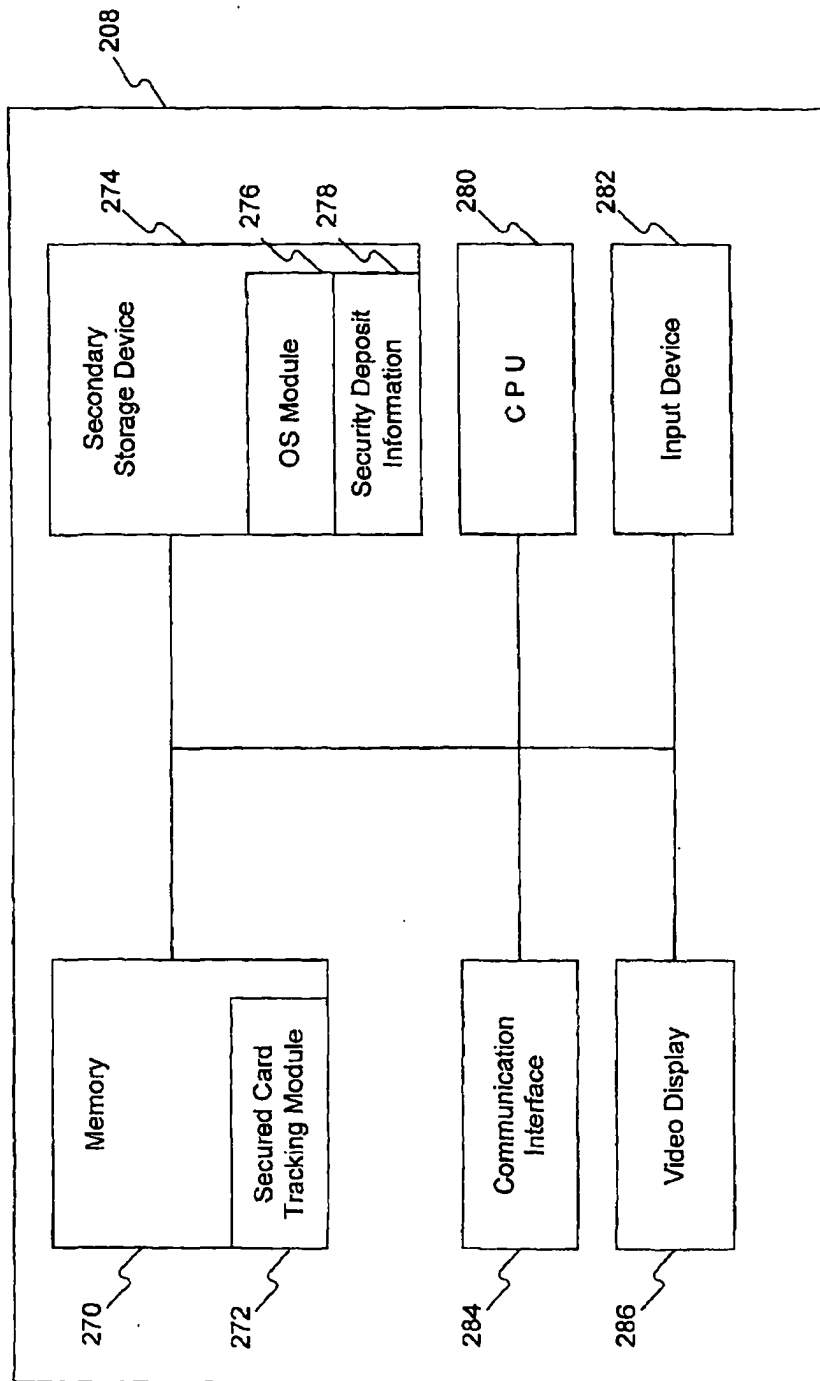 208
270
Memory
272
Secured Card
Tracking Module
274
Secondary
Storage Device
276
OS Module
278
Security Deposit
Information
284
Communication
Interface
280
C P U
286
Video Display
282
Input Device